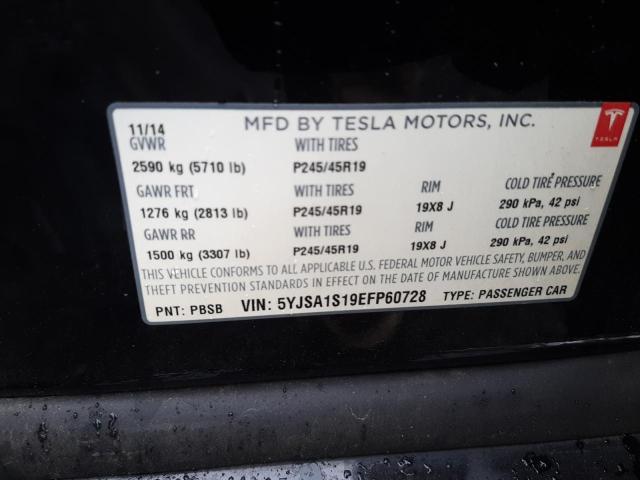 11/14 MFD BY TESLA MOTORS, INC.
GVWR WITH TIRES
2590 kg (5710 lb) P245/45R19
GAWR FRT WITH TIRES RIM COLD TIRE PRESSURE
1276 kg (2813 lb) P245/45R19 19X8 J 290 kPa, 42 psi
GAWR RR WITH TIRES RIM COLD TIRE PRESSURE
1500 kg (3307 lb) P245/45R19 19X8 J 290 kPa, 42 psi
THIS VEHICLE CONFORMS TO ALL U.S. FEDERAL MOTOR VEHICLE SAFETY, BUMPER, AND
THEFT PREVENTION STANDARDS IN EFFECT ON THE DATE OF MANUFACTURE SHOWN ABOVE.
PNT: PBSB VIN: 5YJSA1S19EFP60728 TYPE: PASSENGER CAR
TESLA